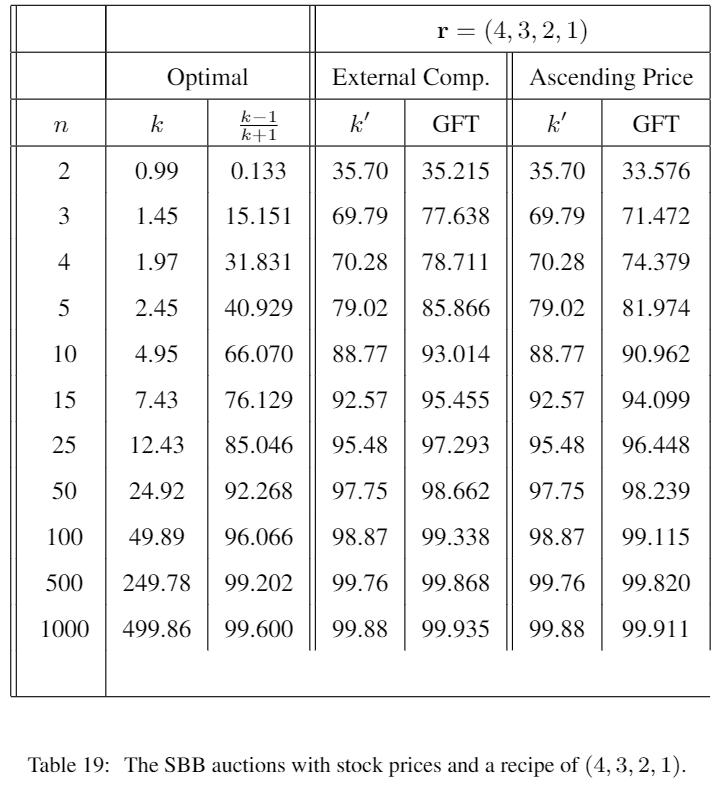 r = (4, 3, 2, 1)
Optimal External Comp. Ascending Price
n k k−1/k+1 k′ GFT k′ GFT
2 0.99 0.133 35.70 35.215 35.70 33.576
3 1.45 15.151 69.79 77.638 69.79 71.472
4 1.97 31.831 70.28 78.711 70.28 74.379
5 2.45 40.929 79.02 85.866 79.02 81.974
10 4.95 66.070 88.77 93.014 88.77 90.962
15 7.43 76.129 92.57 95.455 92.57 94.099
25 12.43 85.046 95.48 97.293 95.48 96.448
50 24.92 92.268 97.75 98.662 97.75 98.239
100 49.89 96.066 98.87 99.338 98.87 99.115
500 249.78 99.202 99.76 99.868 99.76 99.820
1000 499.86 99.600 99.88 99.935 99.88 99.911
Table 19: The SBB auctions with stock prices and a recipe of (4, 3, 2, 1).